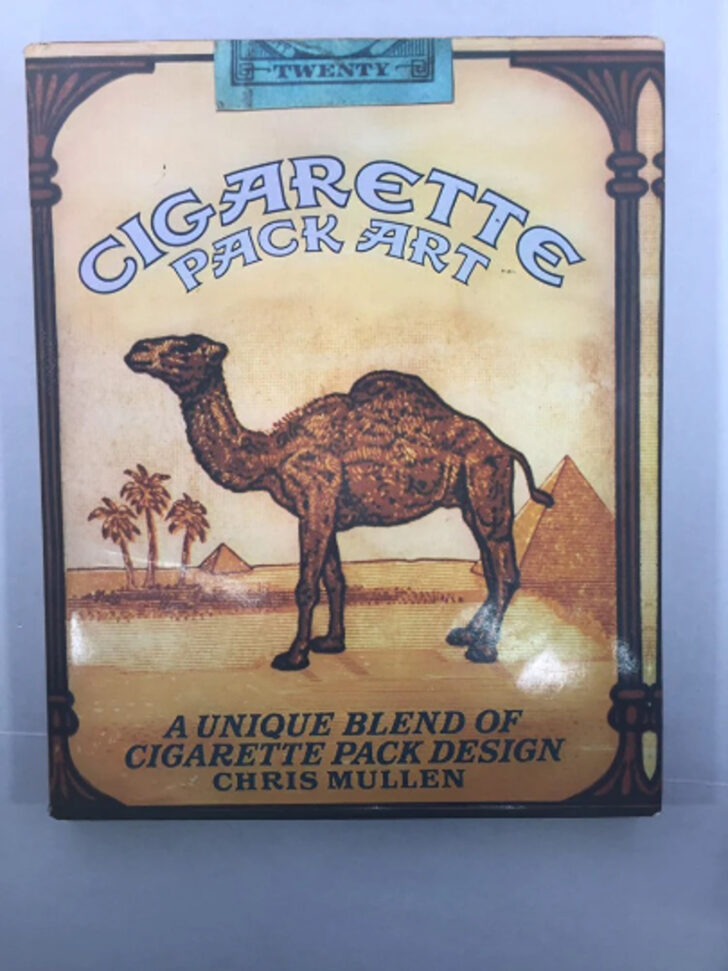 TWENTY
CIGARETTE
PACK ART
A UNIQUE BLEND OF
CIGARETTE PACK DESIGN
CHRIS MULLEN